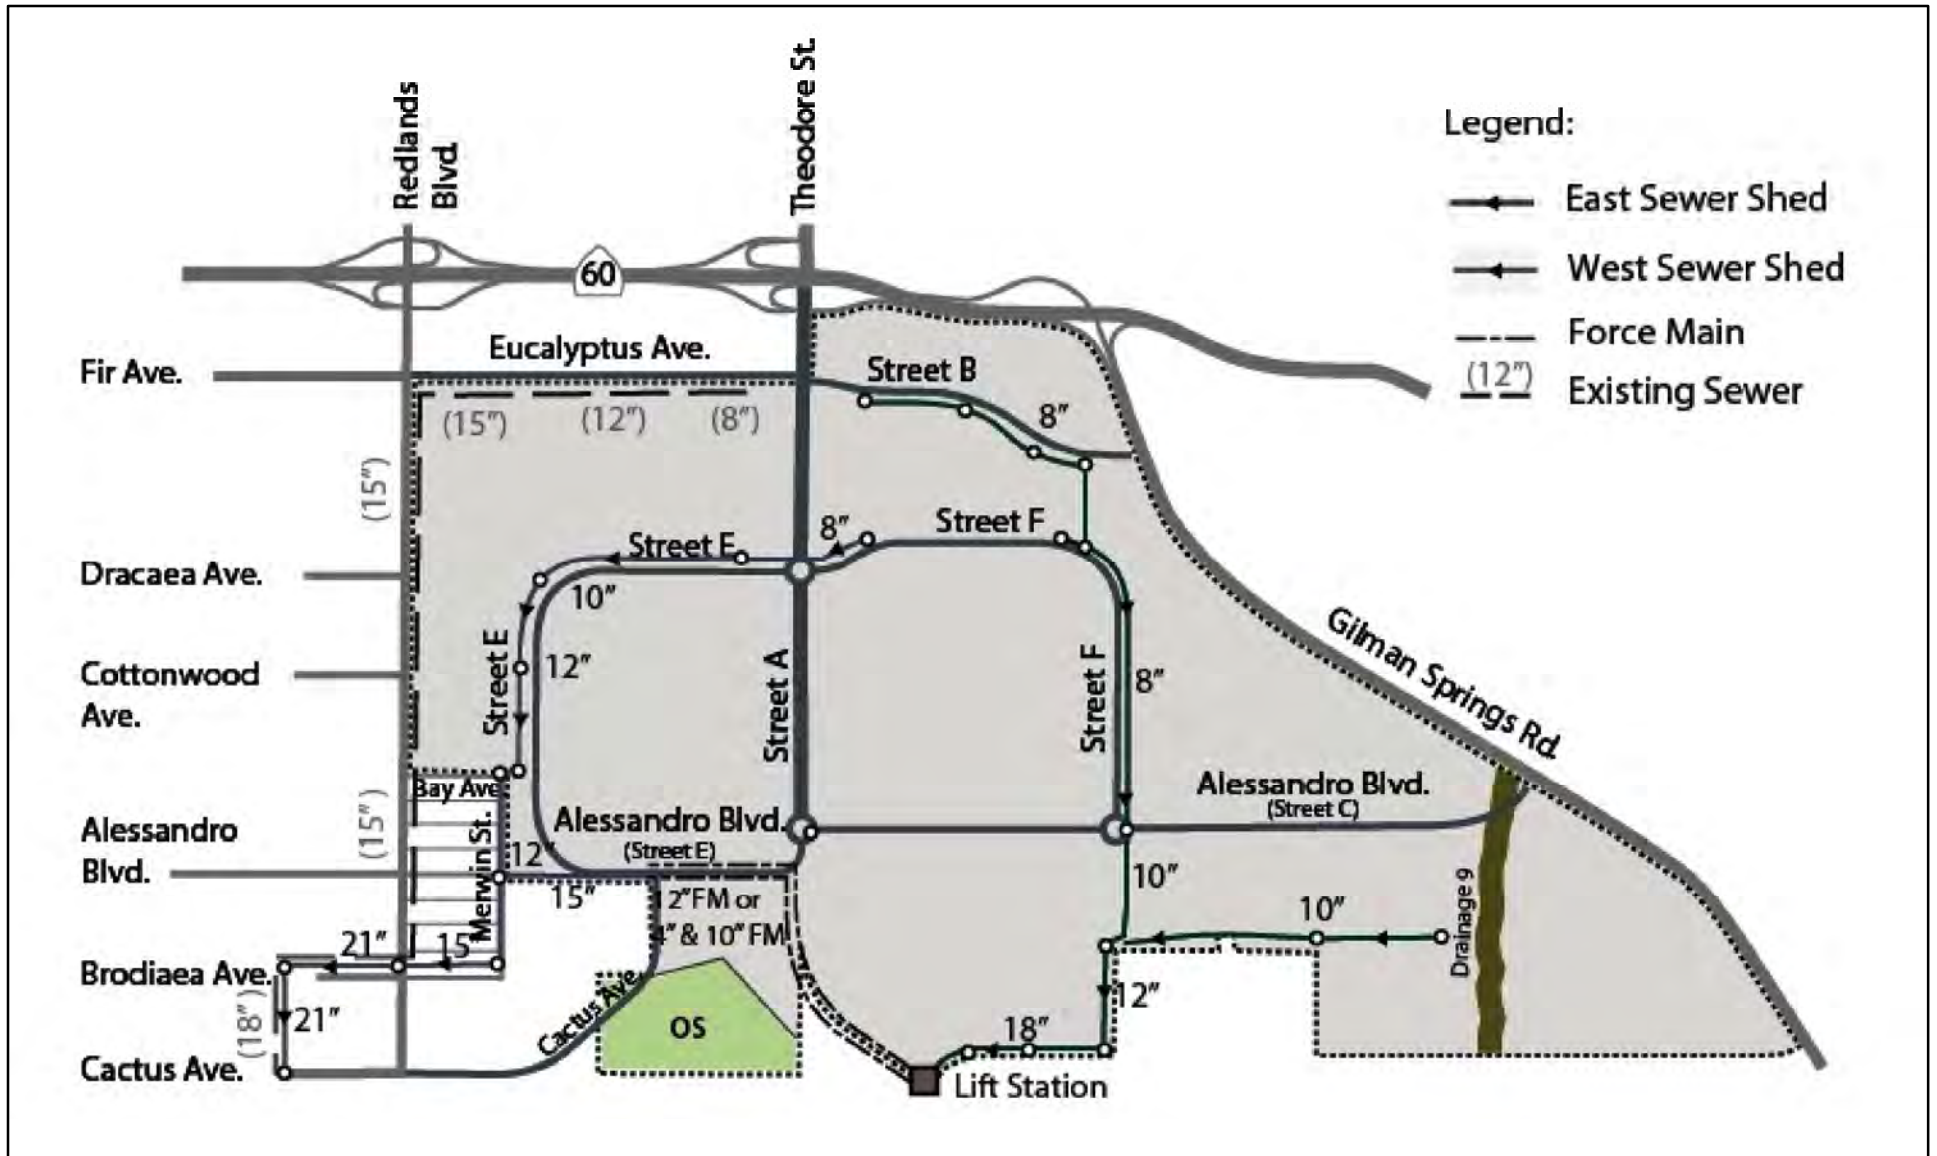 Redlands
Blvd.
Theodore St.
Legend:
East Sewer Shed
West Sewer Shed
Force Main
(12")
Existing Sewer
60
Eucalyptus Ave.
Fir Ave.
Street B
(15")
(12")
(8")
8"
(15")
8"
Street F
Street E
Dracaea Ave.
10"
Gilman Springs Rd.
Street E
12"
Cottonwood
Ave.
Street A
Street F
8"
Bay Ave
Alessandro Blvd.
(Street C)
(15")
Merwin St.
Alessandro
Blvd.
Alessandro Blvd.
(Street E)
12"
15"
12"FM or
4" & 10" FM
10"
10"
Drainage 9
21"
15"
Brodiaea Ave.
(18")
21"
Cactus Ave.
OS
12"
18"
Cactus Ave.
Lift Station